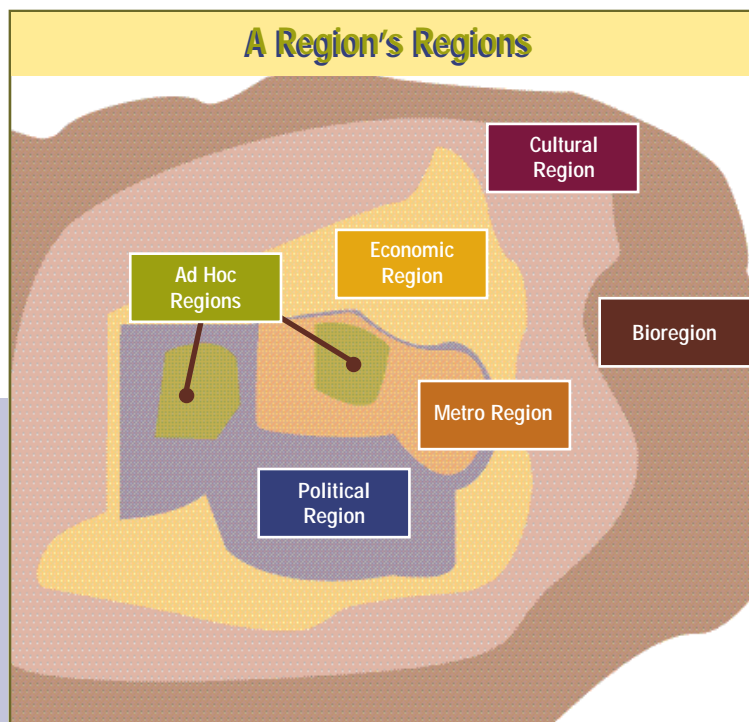 A Region's Regions
Cultural
Region
Economic
Region
Ad Hoc
Regions
Bioregion
Metro Region
Political
Region